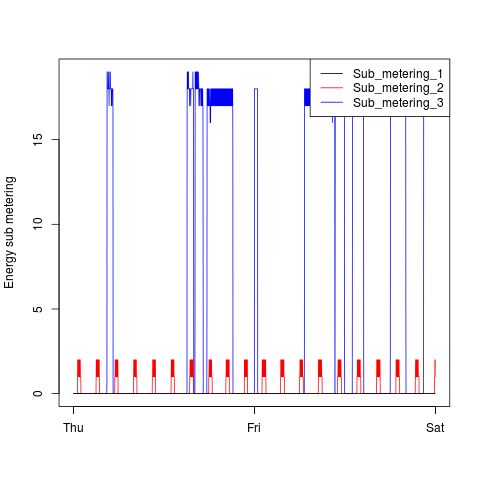 Sub_metering_1
Sub_metering_2
Sub_metering_3
Energy sub metering
15
10
5
0
Thu Fri Sat